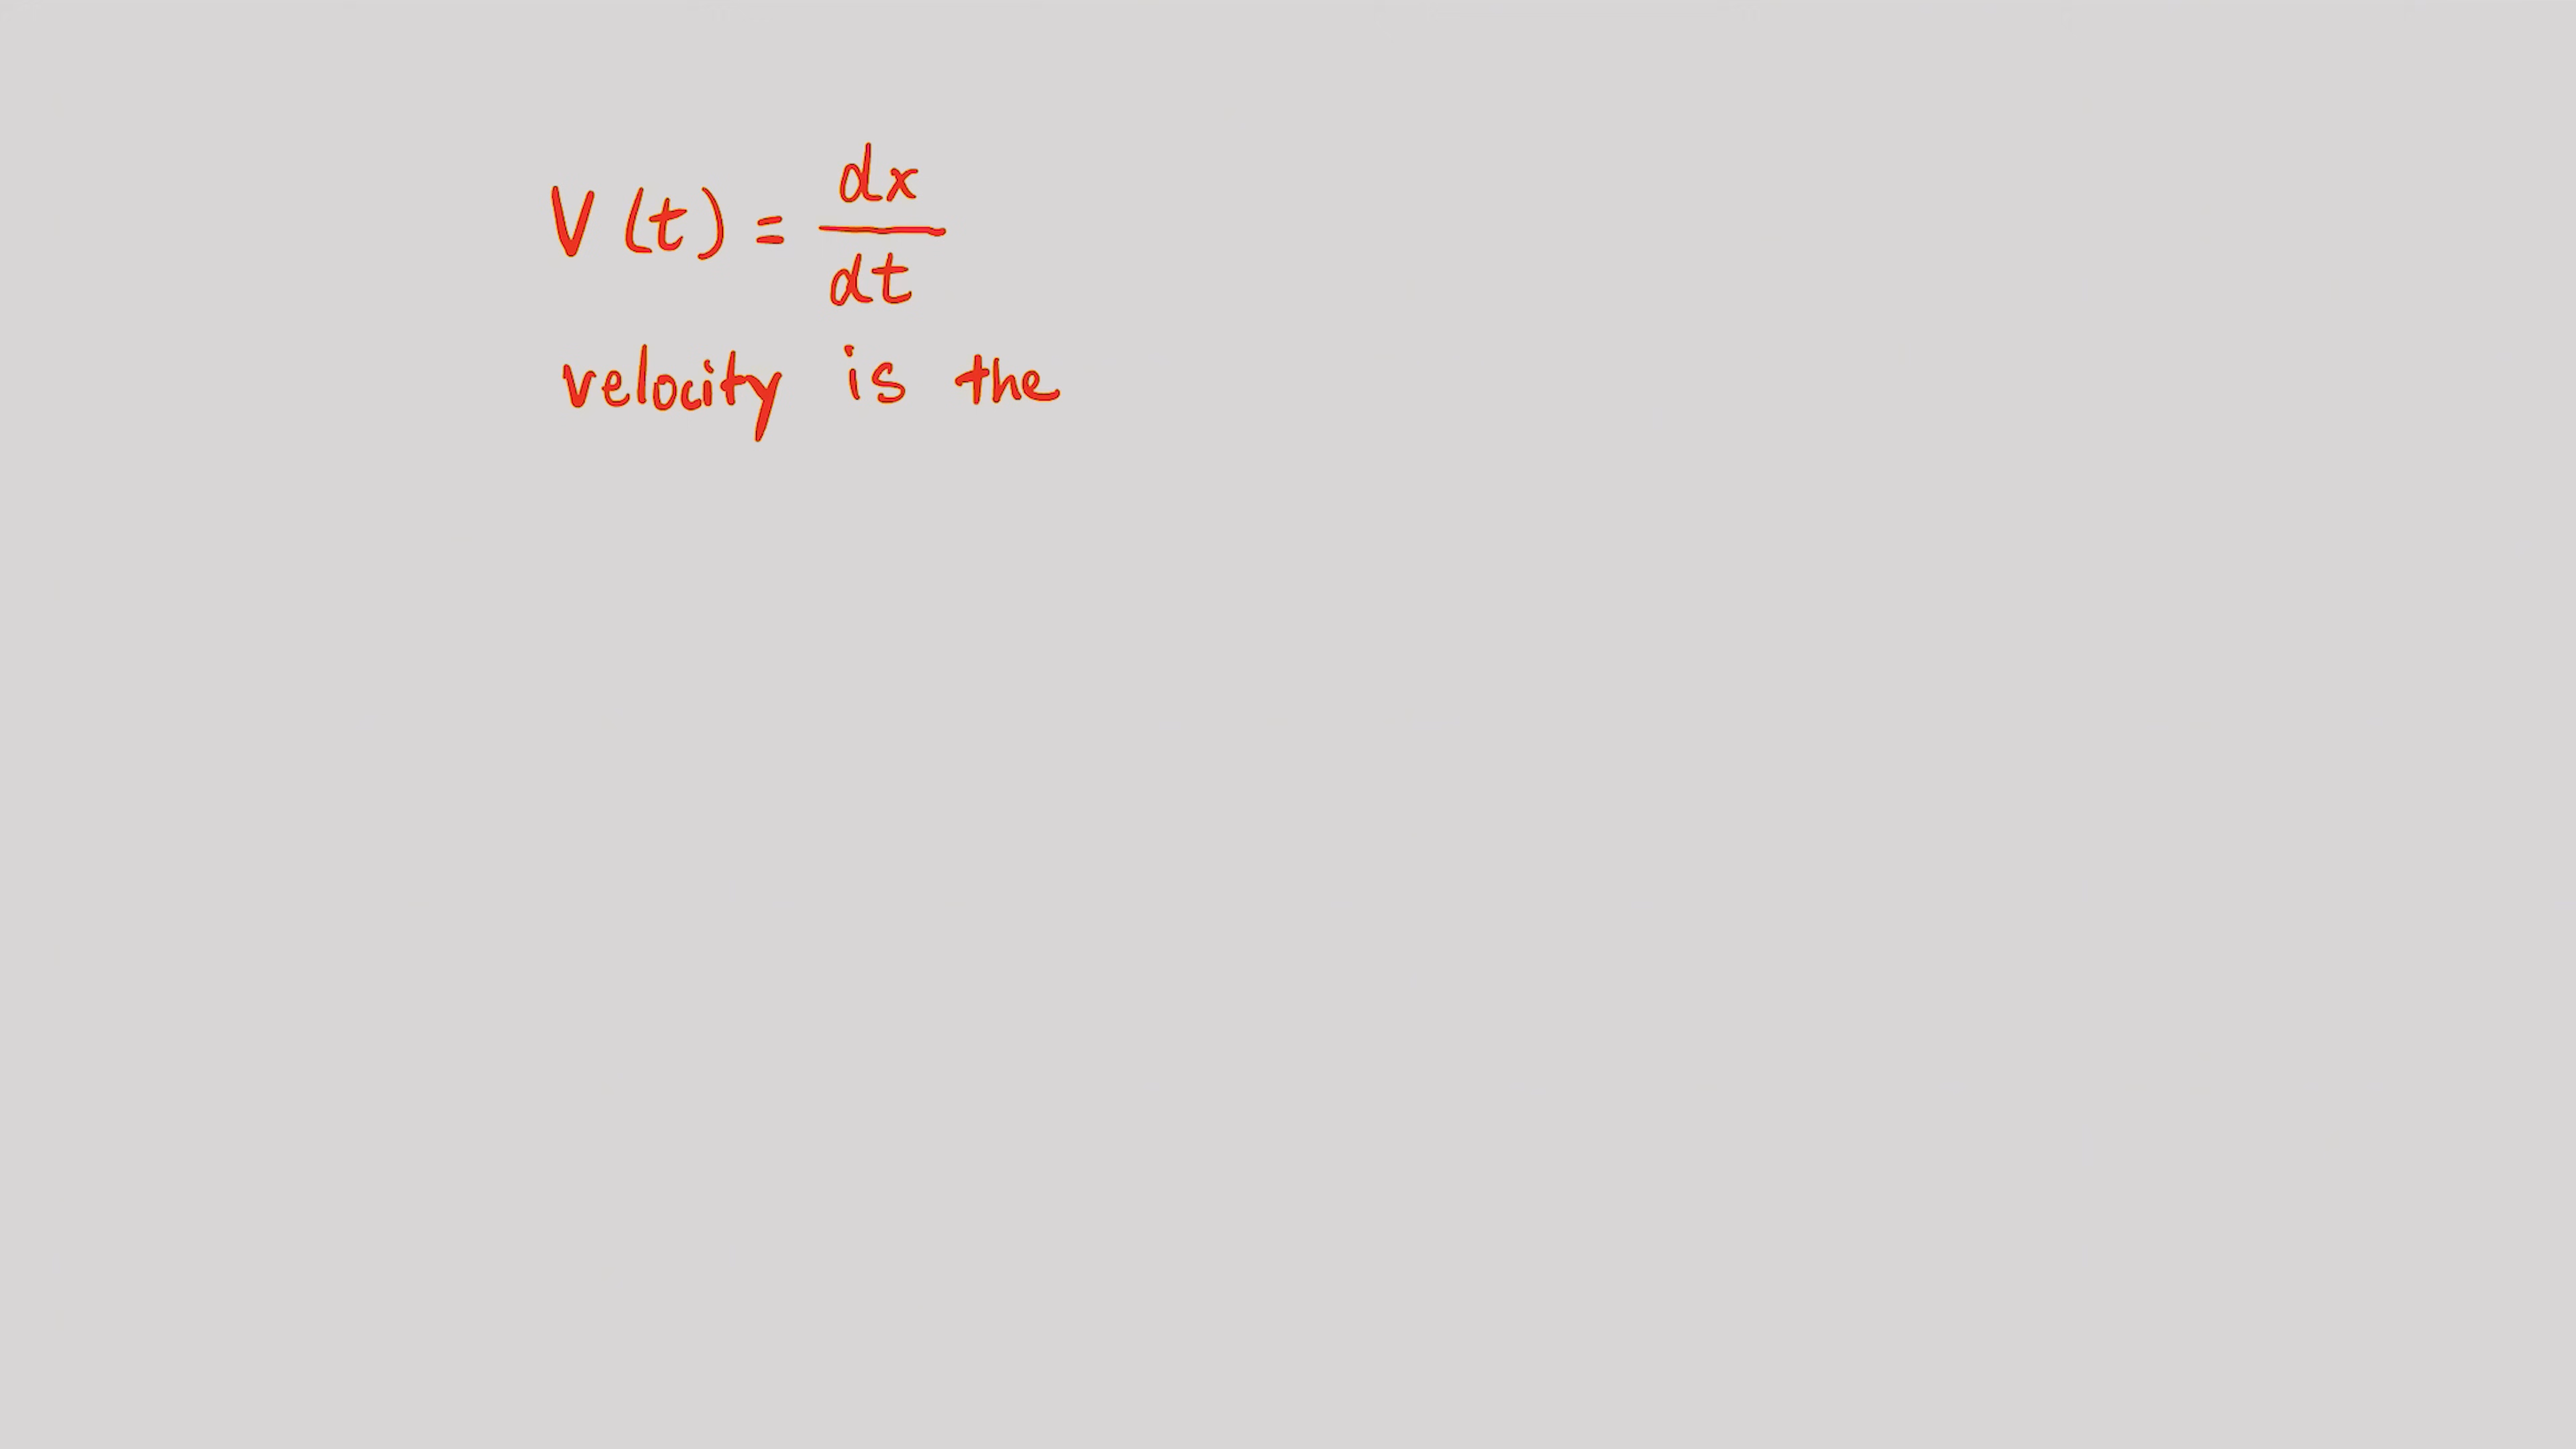 V(t) = dx/dt
velocity is the